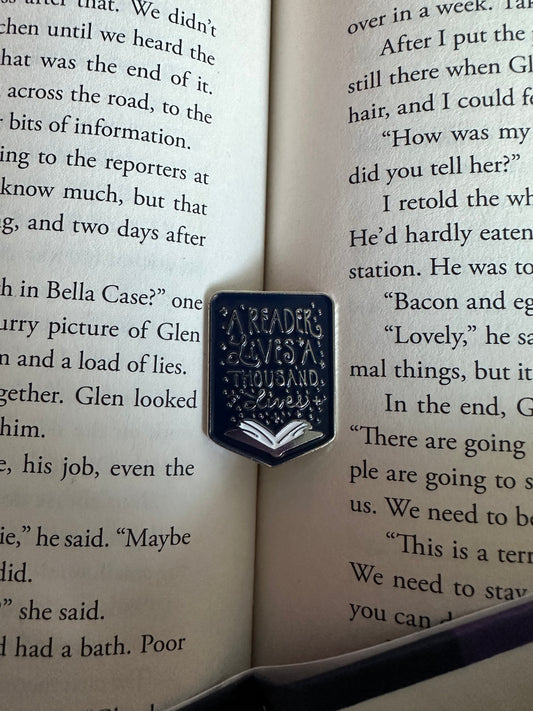 after that. We didn't
until we heard the
hat was the end of it.
across the road, to the
bits of information.
ing to the reporters at
know much, but that
and two days after
h in Bella Case?" one
urry picture of Glen
and a load of lies.
gether. Glen looked
him.
his job, even the
ie," he said. "Maybe
did.
" she said.
had a bath. Poor
A READER
LIVES A
THOUSAND
Lives
over in a week.
After I put the
still there when Gl
hair, and I could fe
"How was my
did you tell her?"
I retold the wh
He'd hardly eaten
station. He was to
"Bacon and eg
"Lovely," he sa
mal things, but it
In the end, G
"There are going
ple are going to s
us. We need to be
"This is a terr
We need to stay
you can